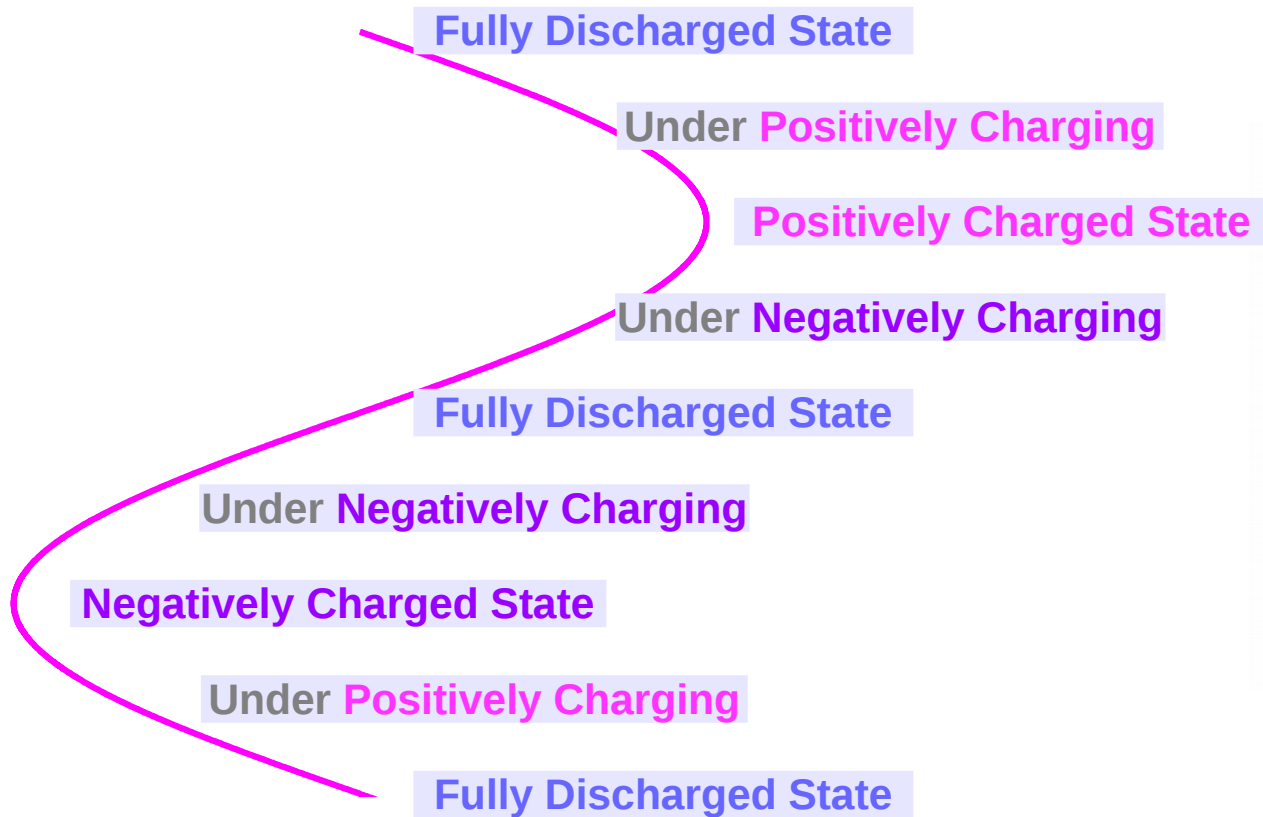 Fully Discharged State
Under Positively Charging
Positively Charged State
Under Negatively Charging
Fully Discharged State
Under Negatively Charging
Negatively Charged State
Under Positively Charging
Fully Discharged State